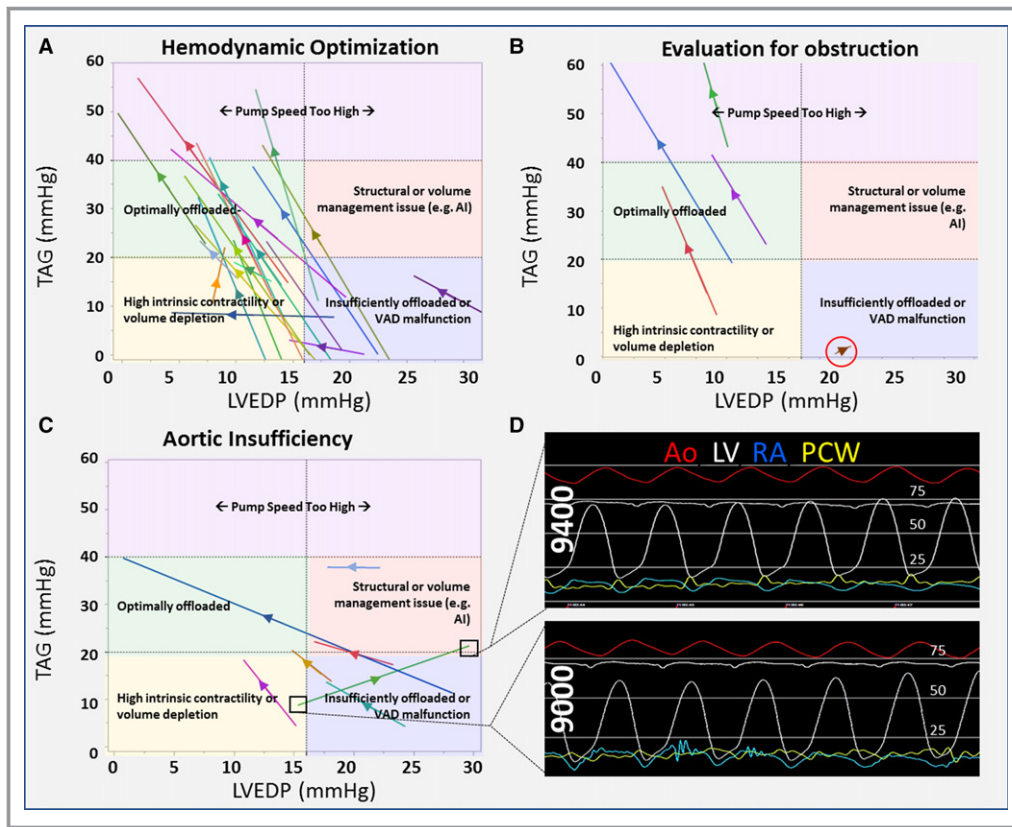 A
Hemodynamic Optimization
60
50
40
30
20
10
0
TAG (mmHg)
← Pump Speed Too High →
Optimally offloaded
Structural or volume
management issue (e.g. AI)
High intrinsic contractility or
volume depletion
Insufficiently offloaded or
VAD malfunction
0 5 10 15 20 25 30
LVEDP (mmHg)
B
Evaluation for obstruction
60
50
40
30
20
10
0
TAG (mmHg)
← Pump Speed Too High →
Optimally offloaded
Structural or volume
management issue (e.g.
AI)
High intrinsic contractility or
volume depletion
Insufficiently offloaded or
VAD malfunction
0 5 10 15 20 25 30
LVEDP (mmHg)
C
Aortic Insufficiency
60
50
40
30
20
10
0
TAG (mmHg)
← Pump Speed Too High →
Optimally offloaded
Structural or volume
management issue (e.g.
AI)
High intrinsic contractility or
volume depletion
Insufficiently offloaded or
VAD malfunction
0 5 10 15 20 25 30
LVEDP (mmHg)
D
Ao LV RA PCW
9400
75
50
25
9000
75
50
25